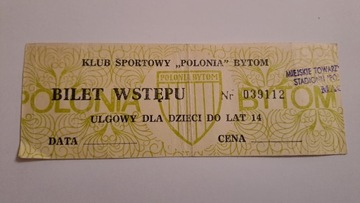 KLUB SPORTOWY „POLONIA” BYTOM
POLONIA BYTOM
POLONIA BYTOM
BILET WSTĘPU Nr 039112
ULGOWY DLA DZIECI DO LAT 14
DATA CENA
MIEJSKIE TOWARZ
STADIONU